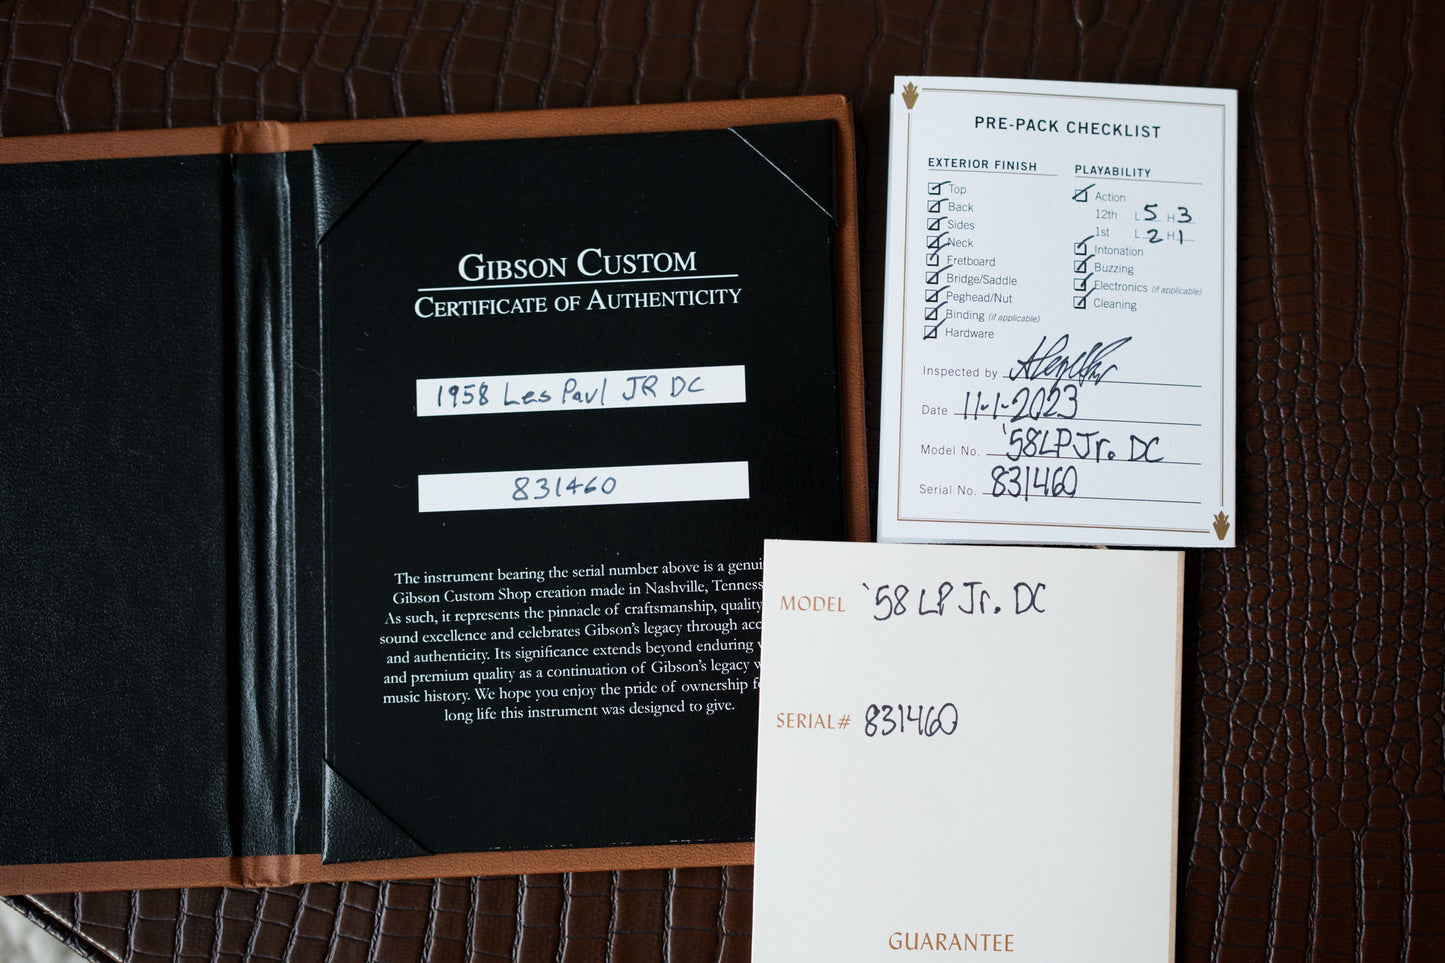 GIBSON CUSTOM
CERTIFICATE OF AUTHENTICITY
1958 Les Paul JR DC
831460
The instrument bearing the serial number above is a genui
Gibson Custom Shop creation made in Nashville, Tenness
As such, it represents the pinnacle of craftsmanship, quality
sound excellence and celebrates Gibson's legacy through acc
and authenticity. Its significance extends beyond enduring
and premium quality as a continuation of Gibson's legacy
music history. We hope you enjoy the pride of ownership f
long life this instrument was designed to give.
PRE-PACK CHECKLIST
EXTERIOR FINISH
Top
Back
Sides
Neck
Fretboard
Bridge/Saddle
Peghead/Nut
Binding (if applicable)
Hardware
PLAYABILITY
Action
12th L 5 H 3
1st L 2 H 1
Intonation
Buzzing
Electronics (if applicable)
Cleaning
Inspected by
Date 11-1-2023
Model No. '58 LP Jr. DC
Serial No. 831460
MODEL '58 LP Jr. DC
SERIAL# 831460
GUARANTEE